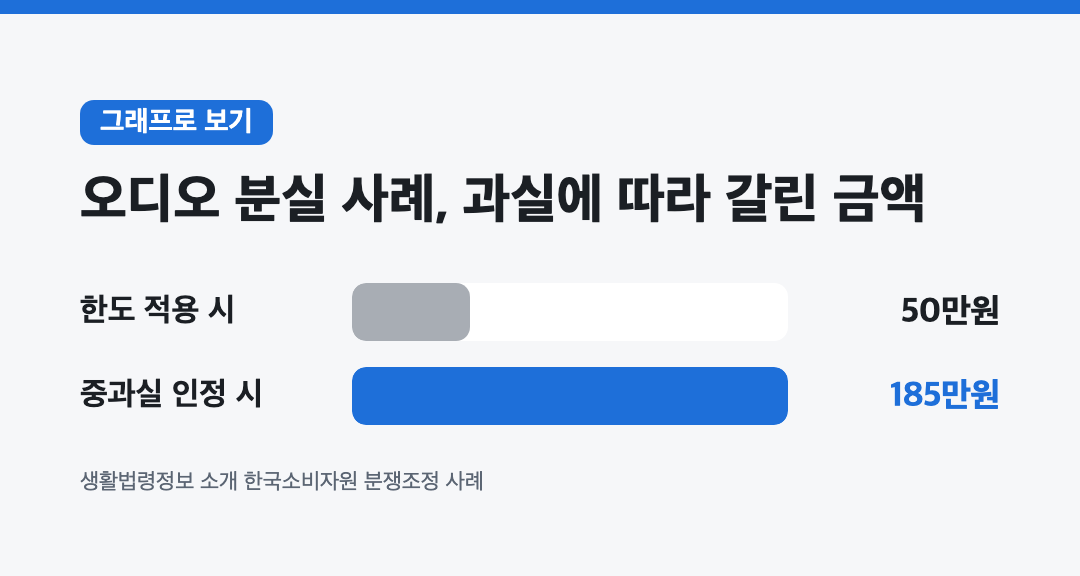 그래프로 보기
오디오 분실 사례, 과실에 따라 갈린 금액
한도 적용 시 50만원
중과실 인정 시 185만원
생활법령정보 소개 한국소비자원 분쟁조정 사례